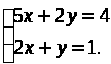 5x + 2y = 4
2x + y = 1.